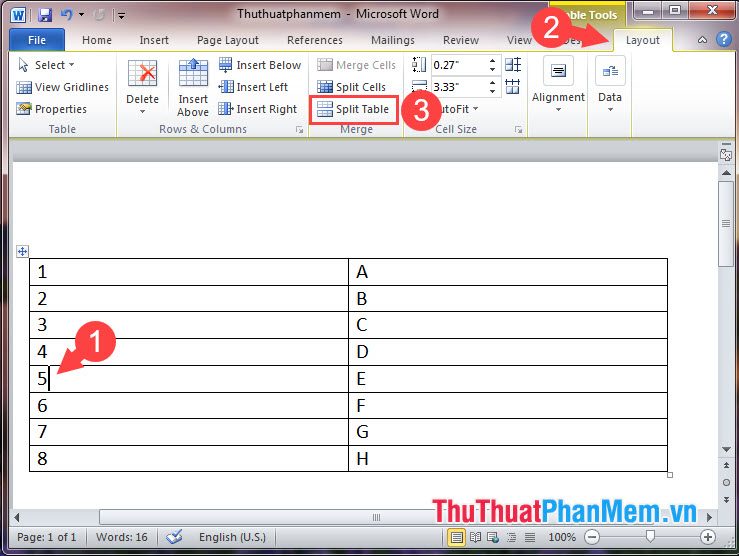 Thuthuatphanmem - Microsoft Word
ble Tools
File Home Insert Page Layout References Mailings Review View Layout
2
Select
View Gridlines
Properties
Table
Delete
Insert Above
Insert Below
Insert Left
Insert Right
Rows & Columns
Merge Cells
Split Cells
Split Table
Merge
3
0.27"
3.33"
utoFit
Cell Size
Alignment
Data
1 A
2 B
3 C
4 D
1
5 E
6 F
7 G
8 H
ThuThuatPhanMem.vn
Page: 1 of 1 Words: 16 English (U.S.) 100%